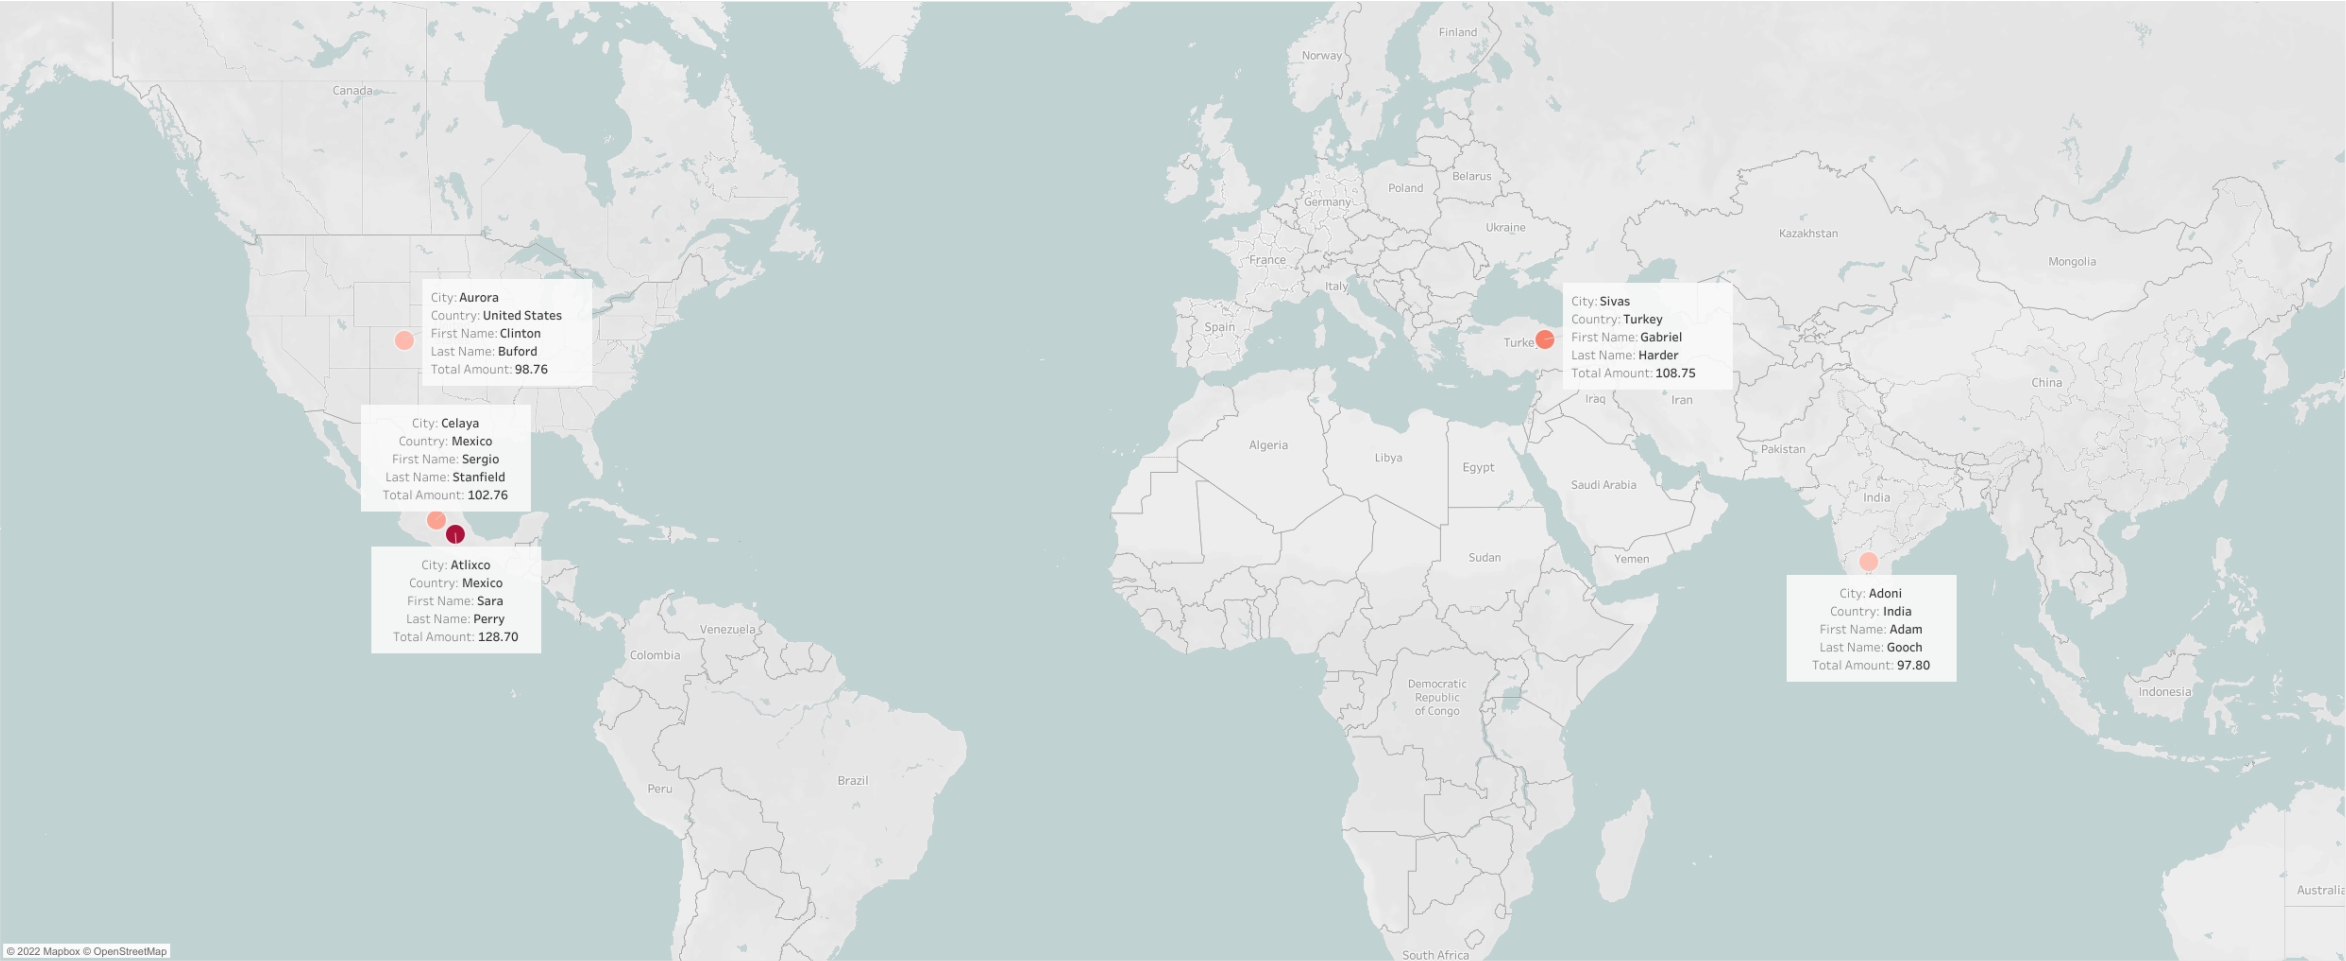 Finland
Norway
Canada
Belarus
Poland
Germany
Ukraine
Kazakhstan
France
Mongolia
Italy
Spain
City: Aurora
Country: United States
First Name: Clinton
Last Name: Buford
Total Amount: 98.76
Turke
City: Sivas
Country: Turkey
First Name: Gabriel
Last Name: Harder
Total Amount: 108.75
China
Iraq
Iran
City: Celaya
Country: Mexico
First Name: Sergio
Last Name: Stanfield
Total Amount: 102.76
Algeria
Libya
Egypt
Pakistan
Saudi Arabia
India
Sudan
Yemen
City: Atlixco
Country: Mexico
First Name: Sara
Last Name: Perry
Total Amount: 128.70
City: Adoni
Country: India
First Name: Adam
Last Name: Gooch
Total Amount: 97.80
Venezuela
Colombia
Democratic
Republic
of Congo
Indonesia
Brazil
Peru
Australia
South Africa
© 2022 Mapbox © OpenStreetMap